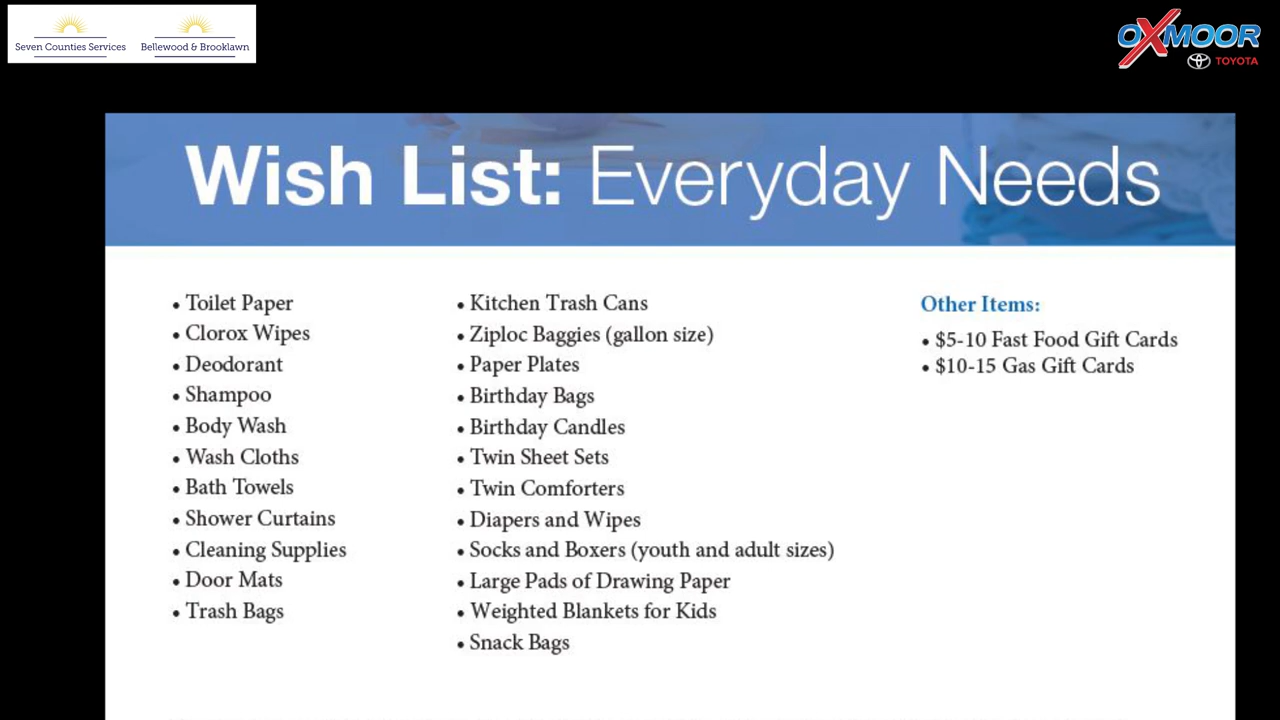 Seven Counties Services
Bellewood & Brooklawn
OXMOOR
TOYOTA
Wish List: Everyday Needs
• Toilet Paper
• Clorox Wipes
• Deodorant
• Shampoo
• Body Wash
• Wash Cloths
• Bath Towels
• Shower Curtains
• Cleaning Supplies
• Door Mats
• Trash Bags
• Kitchen Trash Cans
• Ziploc Baggies (gallon size)
• Paper Plates
• Birthday Bags
• Birthday Candles
• Twin Sheet Sets
• Twin Comforters
• Diapers and Wipes
• Socks and Boxers (youth and adult sizes)
• Large Pads of Drawing Paper
• Weighted Blankets for Kids
• Snack Bags
Other Items:
• $5-10 Fast Food Gift Cards
• $10-15 Gas Gift Cards